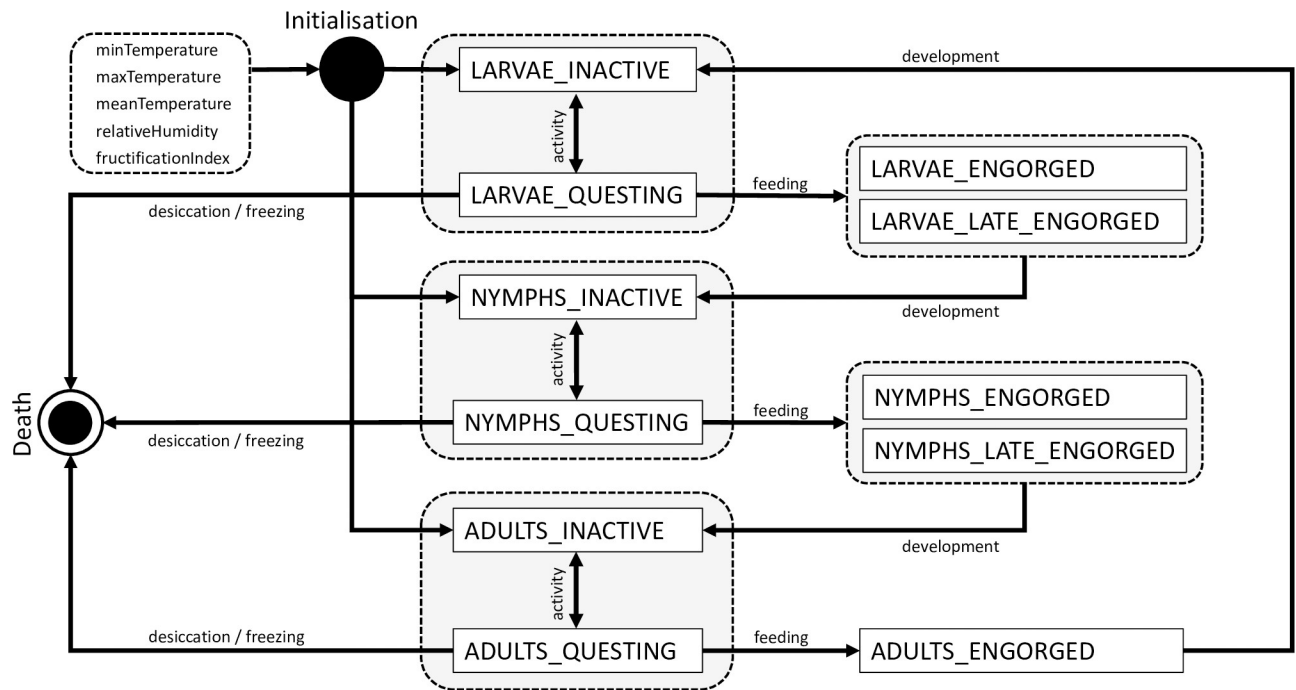 Initialisation
minTemperature
maxTemperature
meanTemperature
relativeHumidity
fructificationIndex
LARVAE_INACTIVE
development
activity
LARVAE_ENGORGED
LARVAE_QUESTING
feeding
desiccation / freezing
LARVAE_LATE_ENGORGED
NYMPHS_INACTIVE
development
activity
NYMPHS_ENGORGED
Death
NYMPHS_QUESTING
feeding
desiccation / freezing
NYMPHS_LATE_ENGORGED
ADULTS_INACTIVE
development
activity
desiccation / freezing
ADULTS_QUESTING
feeding
ADULTS_ENGORGED